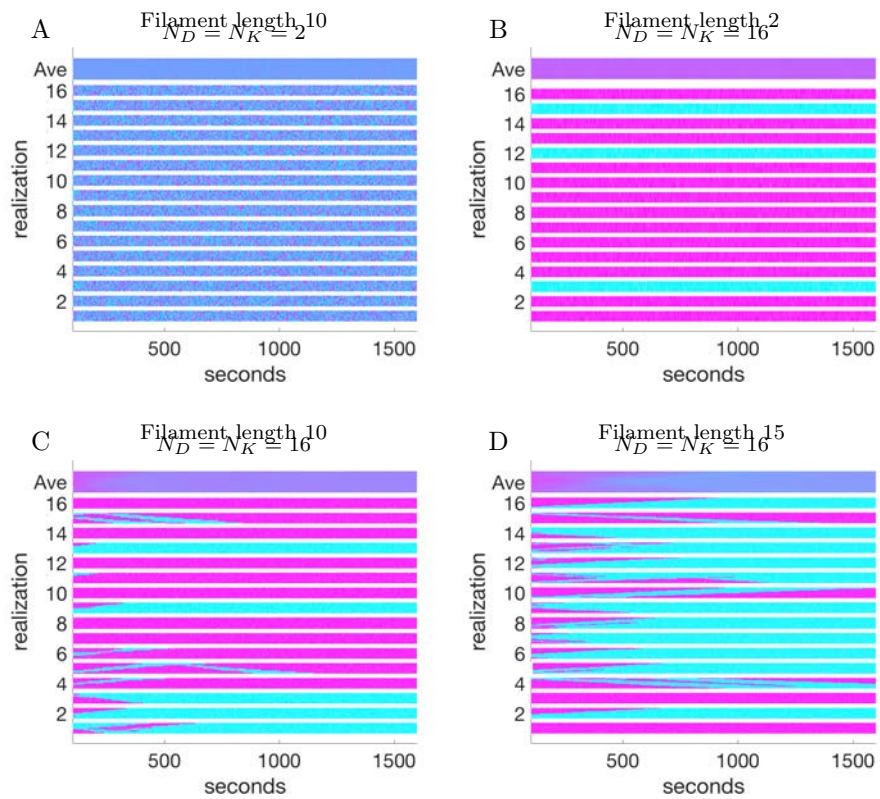 A
Filament length 10
N_D = N_K = 2
Ave
16
14
12
10
8
6
4
2
realization
500 1000 1500
seconds
B
Filament length 2
N_D = N_K = 16
Ave
16
14
12
10
8
6
4
2
realization
500 1000 1500
seconds
C
Filament length 10
N_D = N_K = 16
Ave
16
14
12
10
8
6
4
2
realization
500 1000 1500
seconds
D
Filament length 15
N_D = N_K = 16
Ave
16
14
12
10
8
6
4
2
realization
500 1000 1500
seconds